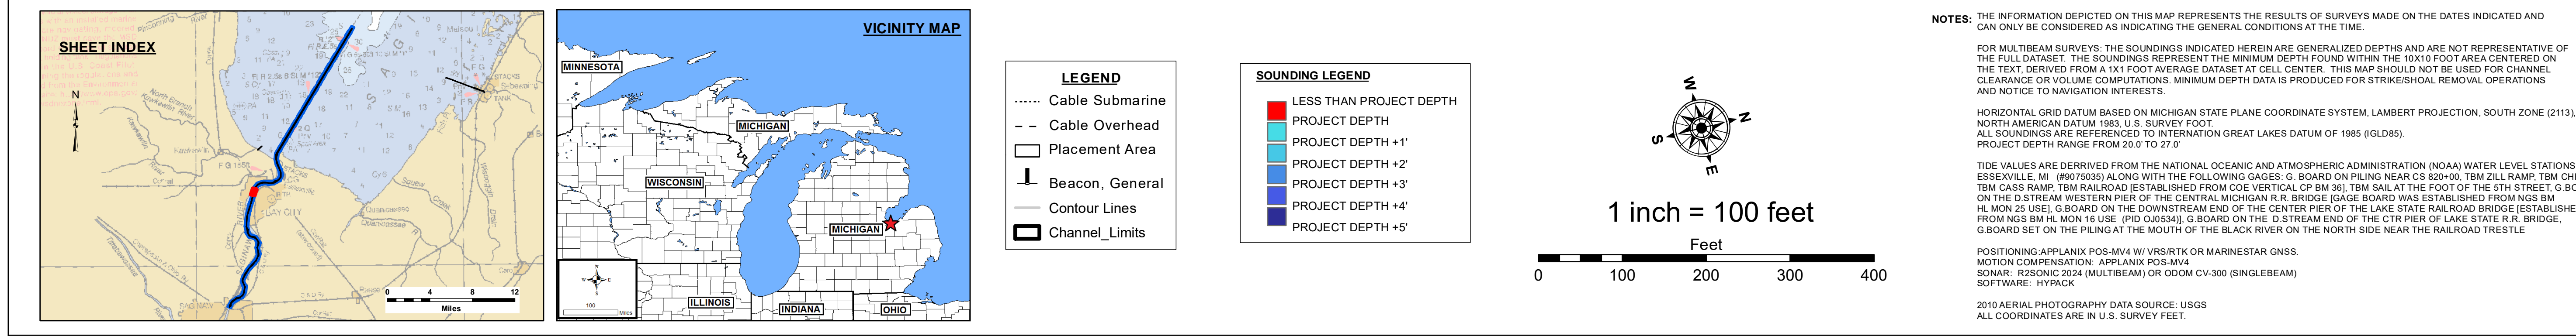 SHEET INDEX
N
BAY CITY
0 4 8 12
Miles
VICINITY MAP
MINNESOTA
MICHIGAN
WISCONSIN
MICHIGAN
ILLINOIS
INDIANA
OHIO
N
W E
S
100
Miles
LEGEND
Cable Submarine
Cable Overhead
Placement Area
Beacon, General
Contour Lines
Channel_Limits
SOUNDING LEGEND
LESS THAN PROJECT DEPTH
PROJECT DEPTH
PROJECT DEPTH +1'
PROJECT DEPTH +2'
PROJECT DEPTH +3'
PROJECT DEPTH +4'
PROJECT DEPTH +5'
W
N
S
E
1 inch = 100 feet
Feet
0 100 200 300 400
NOTES: THE INFORMATION DEPICTED ON THIS MAP REPRESENTS THE RESULTS OF SURVEYS MADE ON THE DATES INDICATED AND
CAN ONLY BE CONSIDERED AS INDICATING THE GENERAL CONDITIONS AT THE TIME.
FOR MULTIBEAM SURVEYS: THE SOUNDINGS INDICATED HEREIN ARE GENERALIZED DEPTHS AND ARE NOT REPRESENTATIVE OF
THE FULL DATASET. THE SOUNDINGS REPRESENT THE MINIMUM DEPTH FOUND WITHIN THE 10X10 FOOT AREA CENTERED ON
THE TEXT, DERIVED FROM A 1X1 FOOT AVERAGE DATASET AT CELL CENTER. THIS MAP SHOULD NOT BE USED FOR CHANNEL
CLEARANCE OR VOLUME COMPUTATIONS. MINIMUM DEPTH DATA IS PRODUCED FOR STRIKE/SHOAL REMOVAL OPERATIONS
AND NOTICE TO NAVIGATION INTERESTS.
HORIZONTAL GRID DATUM BASED ON MICHIGAN STATE PLANE COORDINATE SYSTEM, LAMBERT PROJECTION, SOUTH ZONE (2113),
NORTH AMERICAN DATUM 1983, U.S. SURVEY FOOT.
ALL SOUNDINGS ARE REFERENCED TO INTERNATION GREAT LAKES DATUM OF 1985 (IGLD85).
PROJECT DEPTH RANGE FROM 20.0' TO 27.0'
TIDE VALUES ARE DERRIVED FROM THE NATIONAL OCEANIC AND ATMOSPHERIC ADMINISTRATION (NOAA) WATER LEVEL STATIONS
ESSEXVILLE, MI (#9075035) ALONG WITH THE FOLLOWING GAGES: G. BOARD ON PILING NEAR CS 820+00, TBM ZILL RAMP, TBM CH
TBM CASS RAMP, TBM RAILROAD [ESTABLISHED FROM COE VERTICAL CP BM 36], TBM SAIL AT THE FOOT OF THE 5TH STREET, G.BO
ON THE D.STREAM WESTERN PIER OF THE CENTRAL MICHIGAN R.R. BRIDGE [GAGE BOARD WAS ESTABLISHED FROM NGS BM
HL MON 25 USE], G.BOARD ON THE DOWNSTREAM END OF THE CENTER PIER OF THE LAKE STATE RAILROAD BRIDGE [ESTABLISHE
FROM NGS BM HL MON 16 USE (PID OJ0534)], G.BOARD ON THE D.STREAM END OF THE CTR PIER OF LAKE STATE R.R. BRIDGE,
G.BOARD SET ON THE PILING AT THE MOUTH OF THE BLACK RIVER ON THE NORTH SIDE NEAR THE RAILROAD TRESTLE
POSITIONING:APPLANIX POS-MV4 W/ VRS/RTK OR MARINESTAR GNSS.
MOTION COMPENSATION: APPLANIX POS-MV4
SONAR: R2SONIC 2024 (MULTIBEAM) OR ODOM CV-300 (SINGLEBEAM)
SOFTWARE: HYPACK
2010 AERIAL PHOTOGRAPHY DATA SOURCE: USGS
ALL COORDINATES ARE IN U.S. SURVEY FEET.